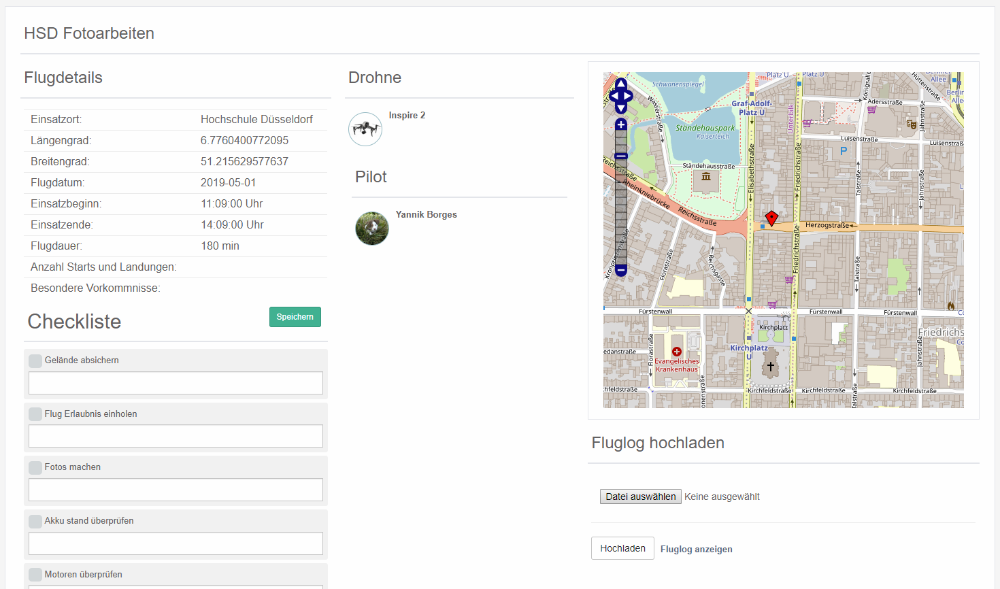 HSD Fotoarbeiten
Flugdetails
Einsatzort: Hochschule Düsseldorf
Längengrad: 6.7760400772095
Breitengrad: 51.215629577637
Flugdatum: 2019-05-01
Einsatzbeginn: 11:09:00 Uhr
Einsatzende: 14:09:00 Uhr
Flugdauer: 180 min
Anzahl Starts und Landungen:
Besondere Vorkommnisse:
Checkliste
Speichern
Gelände absichern
Flug Erlaubnis einholen
Fotos machen
Akku stand überprüfen
Motoren überprüfen
Drohne
Inspire 2
Pilot
Yannik Borges
Schwanenspiegel
Platz U
Platz U
Königsallee
Huttenstraße
Berliner
Allee
Wasserstraße
Graf-Adolf-
Platz U
Unterbilk
Adersstraße
Jahnstraße
Ständehauspark
Kaiserteich
Luisenstraße
Luisenstraß
P
Ständehausstraße
Elisabethstraße
Friedrichstraße
Talstraße
Jahnstraße
Reichsstraße
Rheinkniebrücke
Reichsstraße
Herzogstraße
Kronprinzenstraße
Florastraße
Reichsgasse
Friedrichstraße
Talstraße
Fürstenwall
Fürstenwall
Fürstenwall
Kirchplatz
Friedrichs
Kirchplatz
U
edanstraße
Florastraße
Evangelisches
Krankenhaus
Jahnstraße
hfeldstraße
onenstraße
Kirchfeldstraße
Kirchfeldstraße
Kirchfeldstraße
Talstraße
Fluglog hochladen
Datei auswählen Keine ausgewählt
Hochladen Fluglog anzeigen